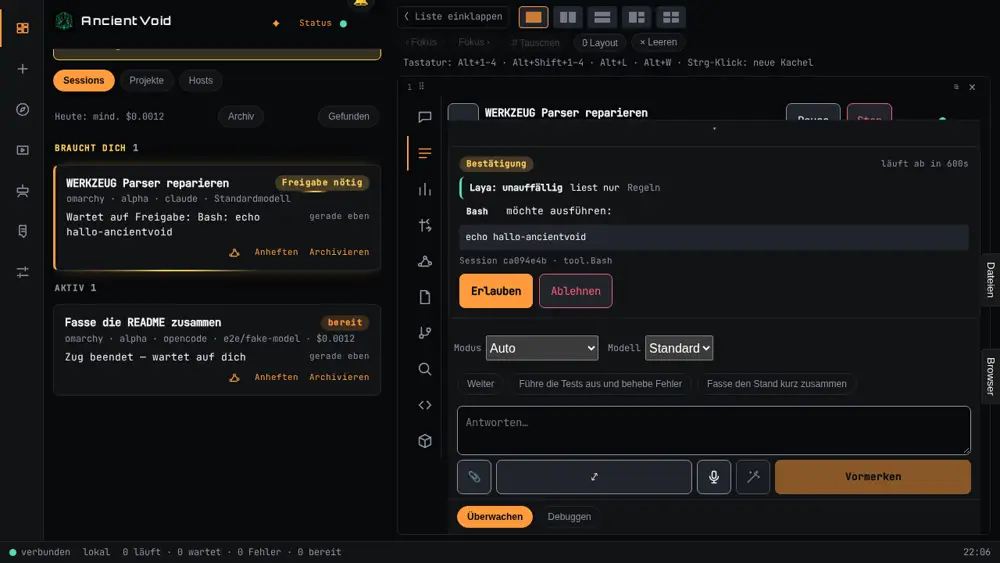 AncientVoid
Status
Sessions
Projekte
Hosts
Heute: mind. $0.0012
Archiv
Gefunden
BRAUCHT DICH 1
WERKZEUG Parser reparieren
Freigabe nötig
omarchy · alpha · claude · Standardmodell
Wartet auf Freigabe: Bash: echo hallo-ancientvoid
gerade eben
Anheften
Archivieren
AKTIV 1
Fasse die README zusammen
bereit
omarchy · alpha · opencode · e2e/fake-model · $0.0012
Zug beendet — wartet auf dich
gerade eben
Anheften
Archivieren
‹ Liste einklappen
‹ Fokus
Fokus ›
⇄ Tauschen
Layout
× Leeren
Tastatur: Alt+1-4 · Alt+Shift+1-4 · Alt+L · Alt+W · Strg-Klick: neue Kachel
1
WERKZEUG Parser reparieren
Pause
Stop
Bestätigung
läuft ab in 600s
Laya: unauffällig liest nur Regeln
Bash möchte ausführen:
echo hallo-ancientvoid
Session ca094e4b · tool.Bash
Erlauben
Ablehnen
Modus
Auto
Modell
Standard
Weiter
Führe die Tests aus und behebe Fehler
Fasse den Stand kurz zusammen
Antworten…
Vormerken
Überwachen
Debuggen
Dateien
Browser
verbunden lokal 0 läuft · 0 wartet · 0 Fehler · 0 bereit
22:06